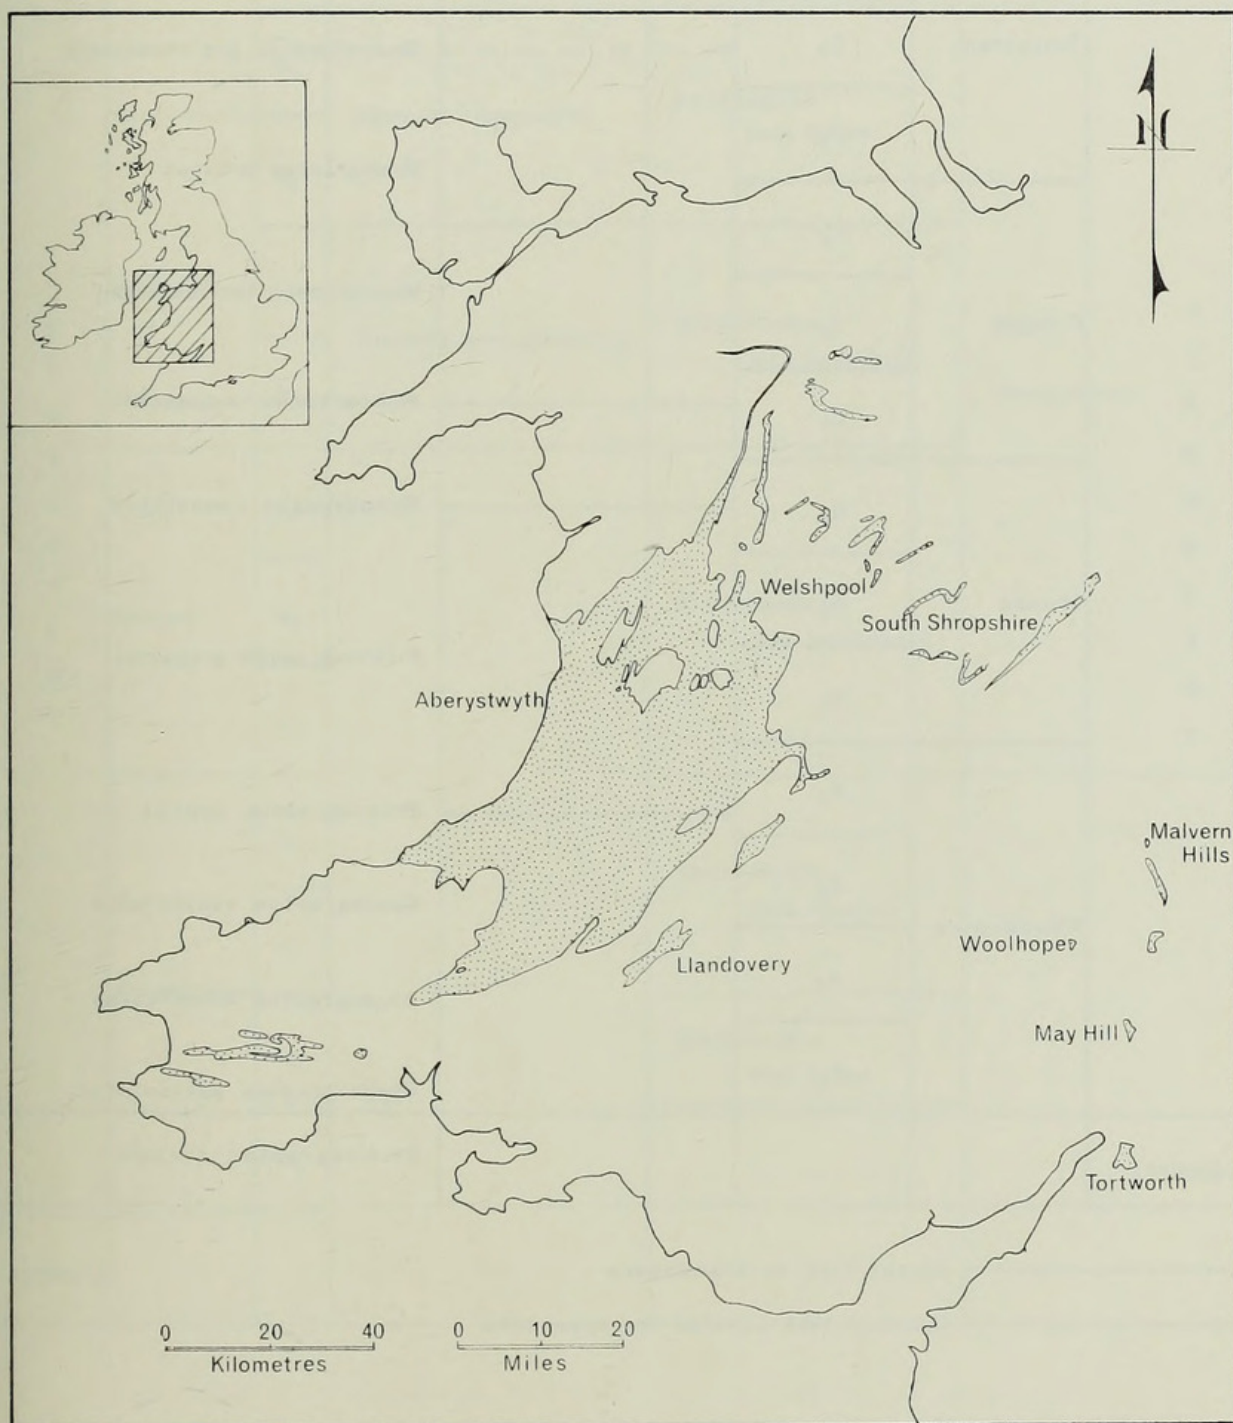 N
Welshpool
South Shropshire
Aberystwyth
Malvern
Hills
Woolhope
Llandovery
May Hill
Tortworth
0 20 40
Kilometres
0 10 20
Miles